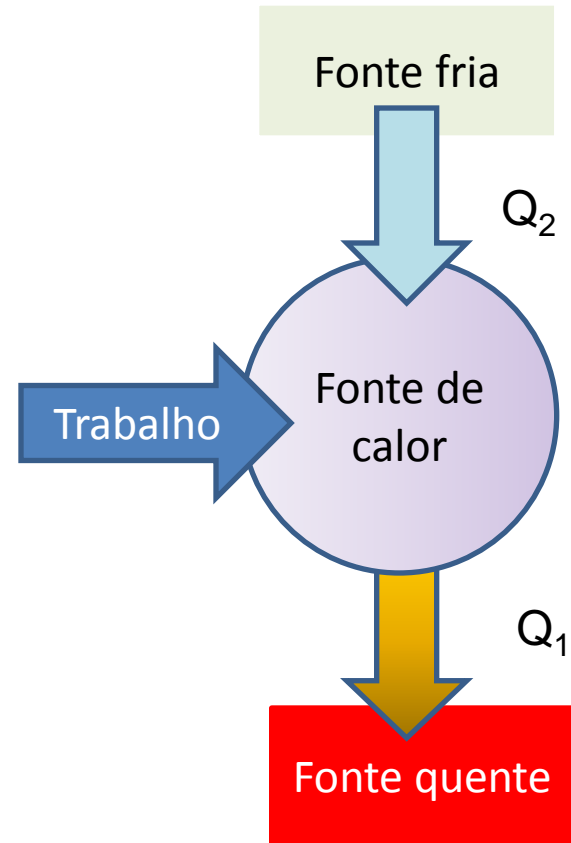 Fonte fria
Q₂
Fonte de
calor
Trabalho
Q₁
Fonte quente